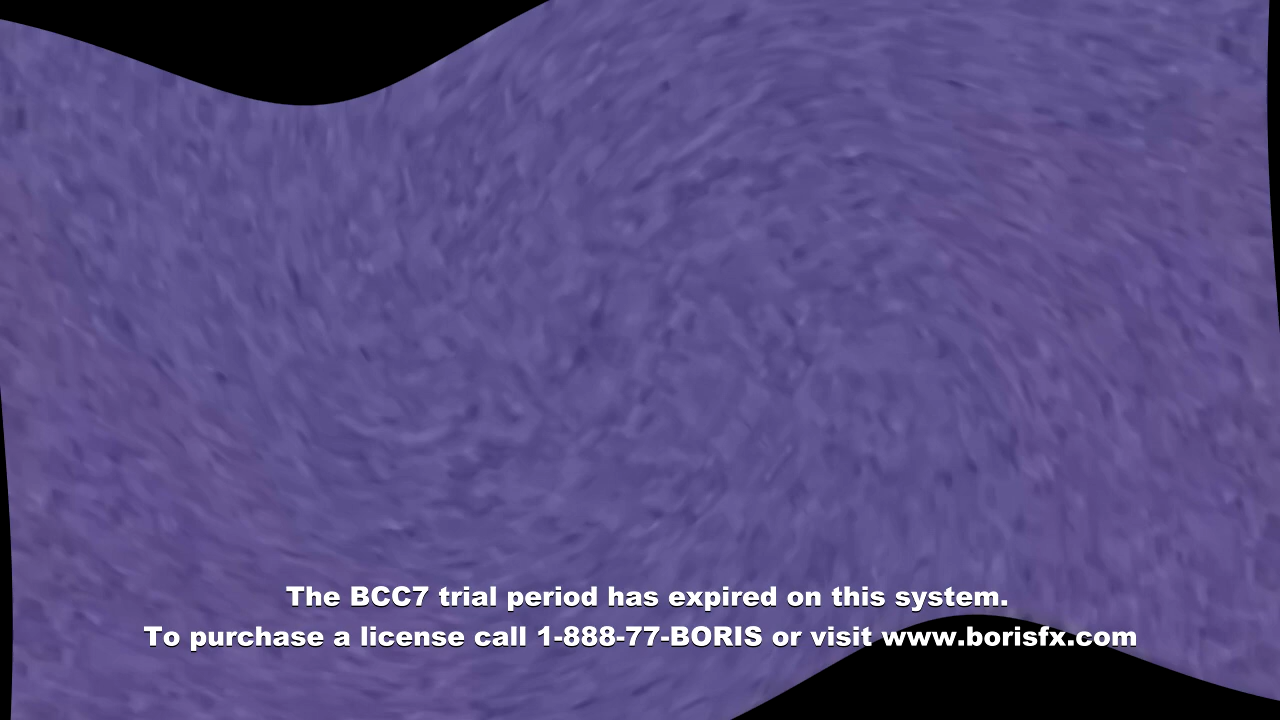 The BCC7 trial period has expired on this system.
To purchase a license call 1-888-77-BORIS or visit www.borisfx.com